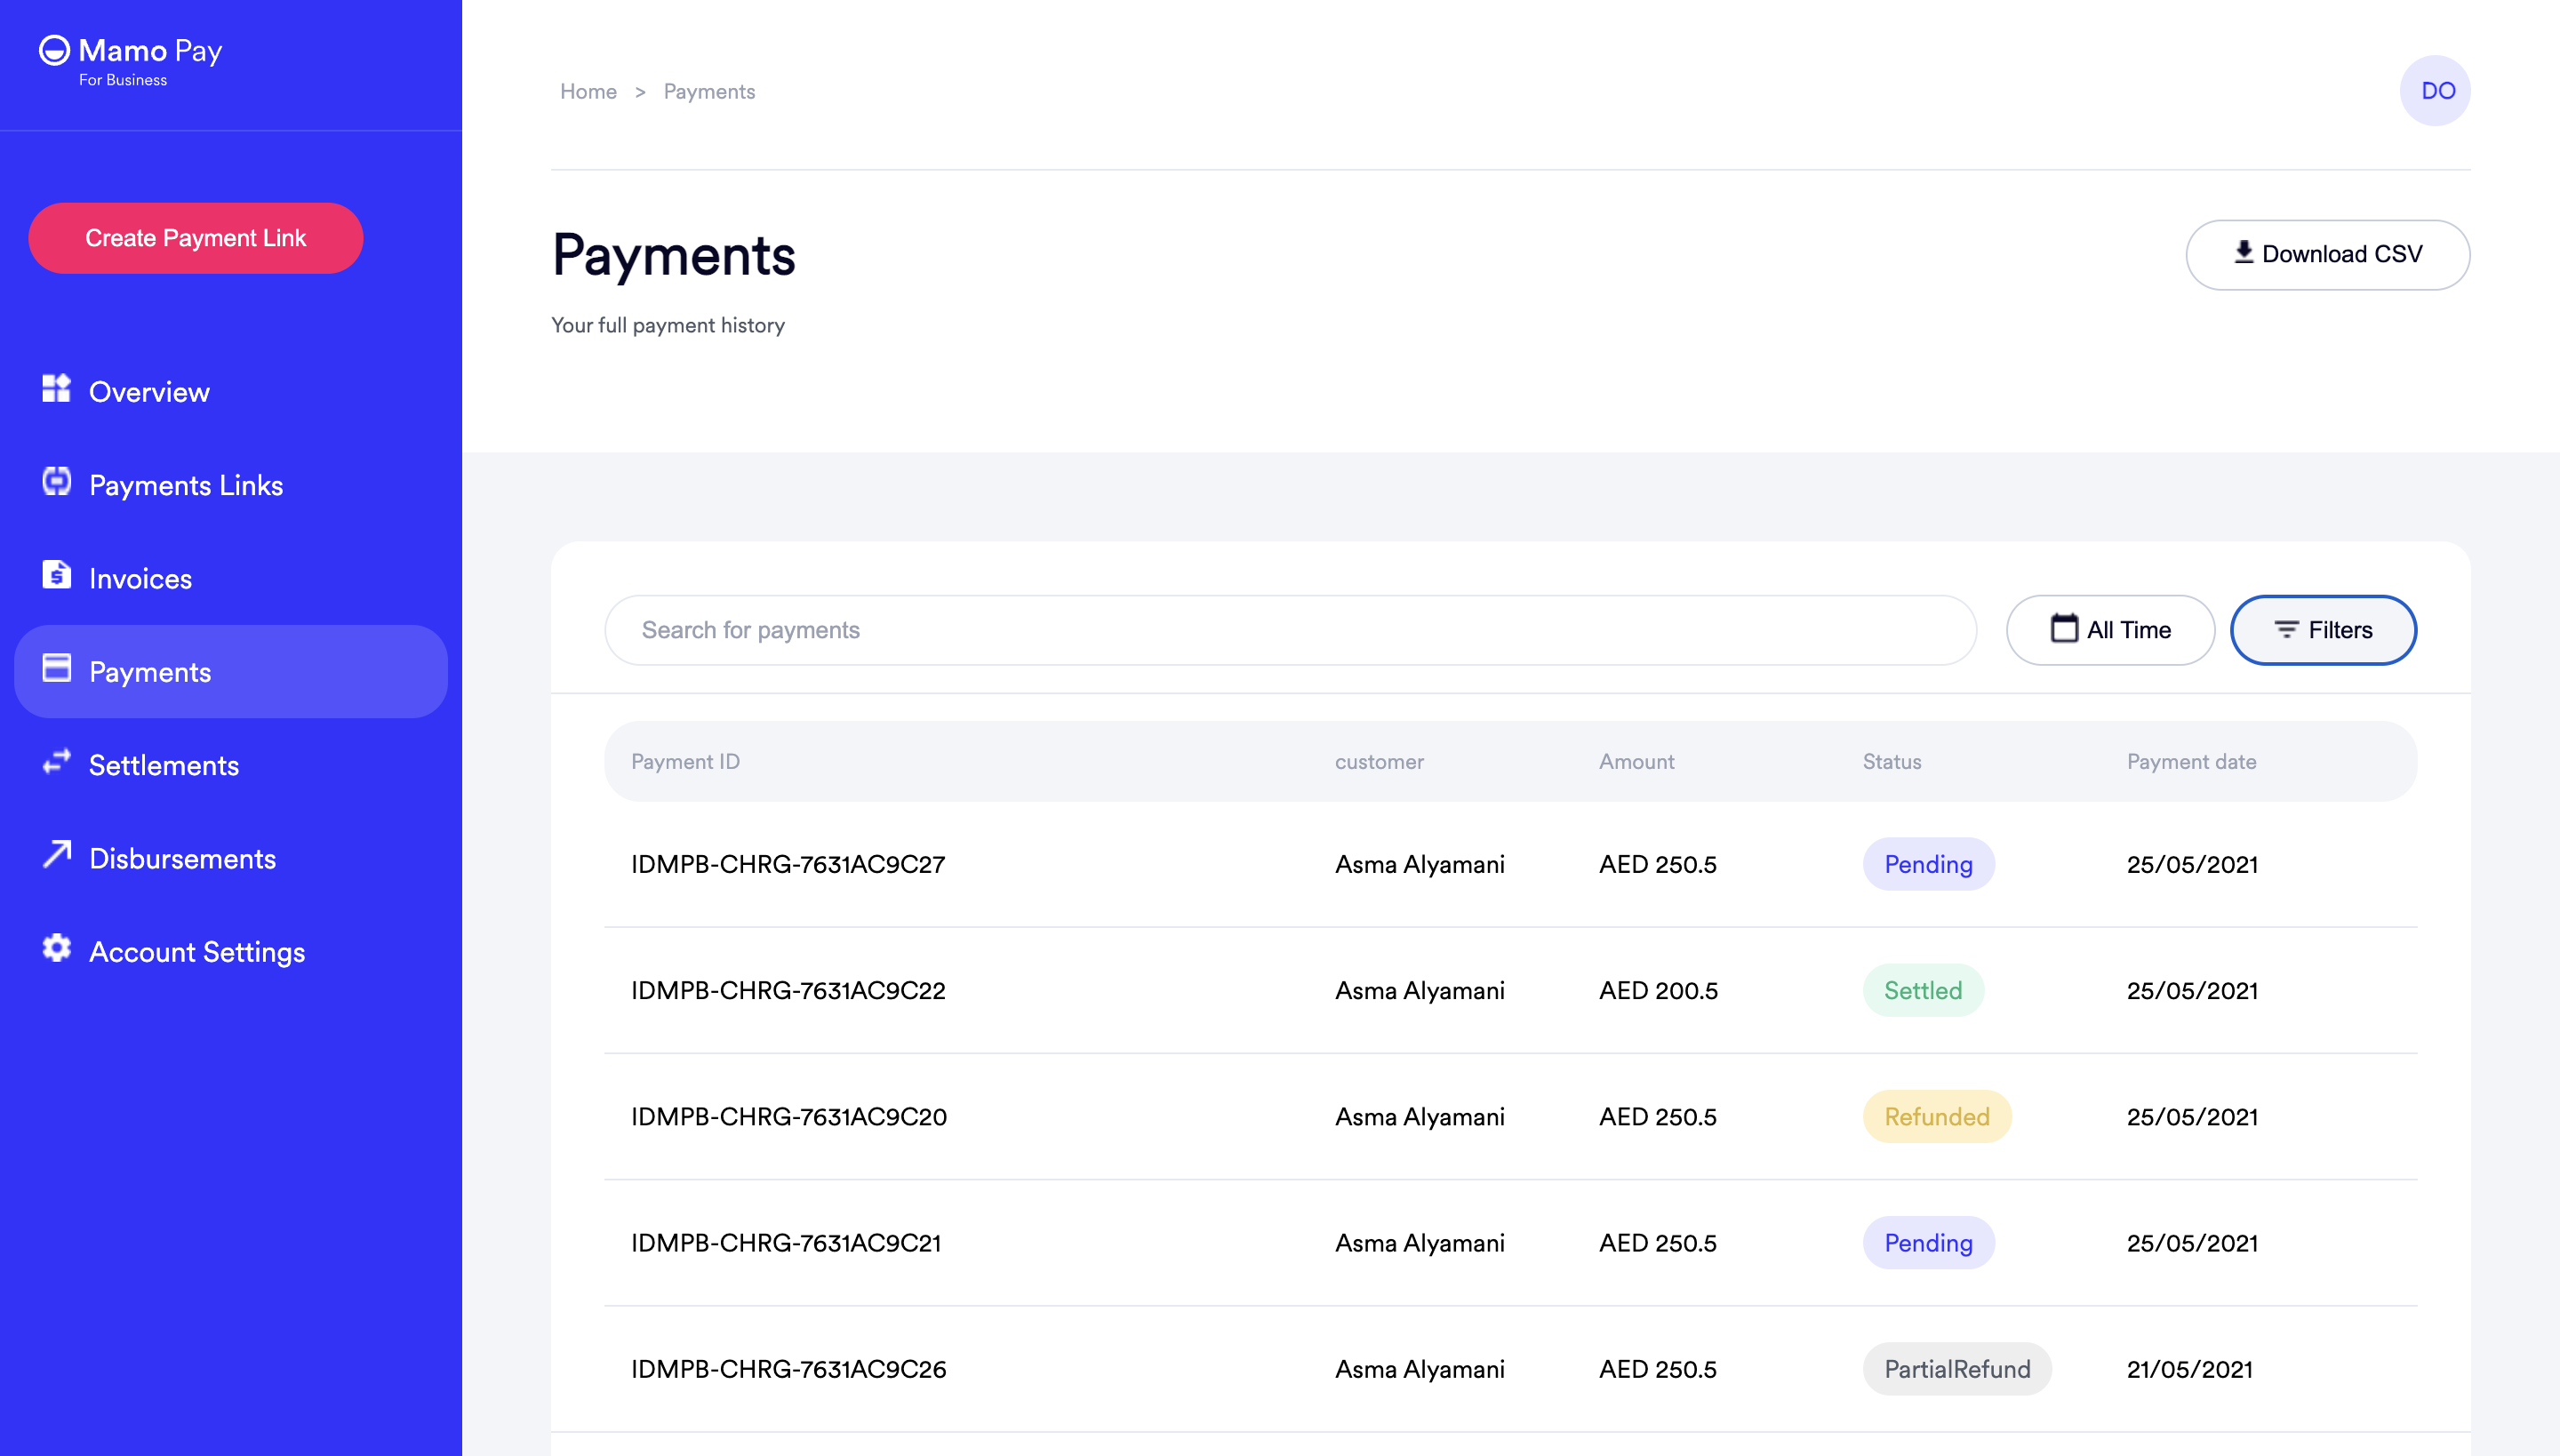 Mamo Pay
For Business
Create Payment Link
Overview
Payments Links
Invoices
Payments
Settlements
Disbursements
Account Settings
Home > Payments
DO
Payments
Download CSV
Your full payment history
Search for payments
All Time
Filters
Payment ID customer Amount Status Payment date
IDMPB-CHRG-7631AC9C27 Asma Alyamani AED 250.5 Pending 25/05/2021
IDMPB-CHRG-7631AC9C22 Asma Alyamani AED 200.5 Settled 25/05/2021
IDMPB-CHRG-7631AC9C20 Asma Alyamani AED 250.5 Refunded 25/05/2021
IDMPB-CHRG-7631AC9C21 Asma Alyamani AED 250.5 Pending 25/05/2021
IDMPB-CHRG-7631AC9C26 Asma Alyamani AED 250.5 PartialRefund 21/05/2021